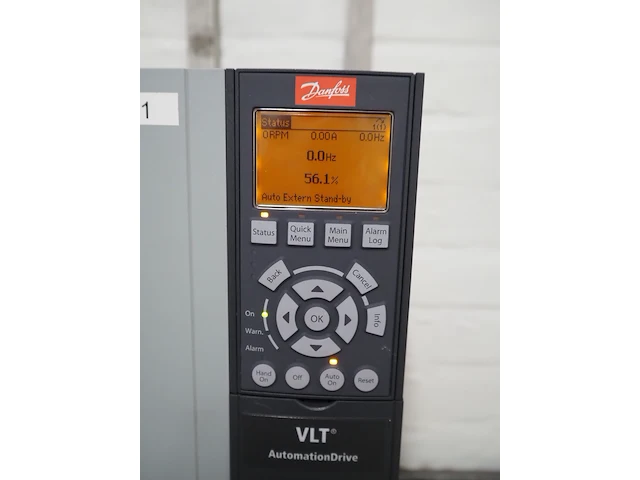 1
Danfoss
Status
1(1)
0RPM 0.00A 0.0Hz
0.0Hz
56.1%
Auto Extern Stand-by
Status
Quick Menu
Main Menu
Alarm Log
Back
Cancel
Info
OK
On
Warn.
Alarm
Hand On
Off
Auto On
Reset
VLT®
AutomationDrive